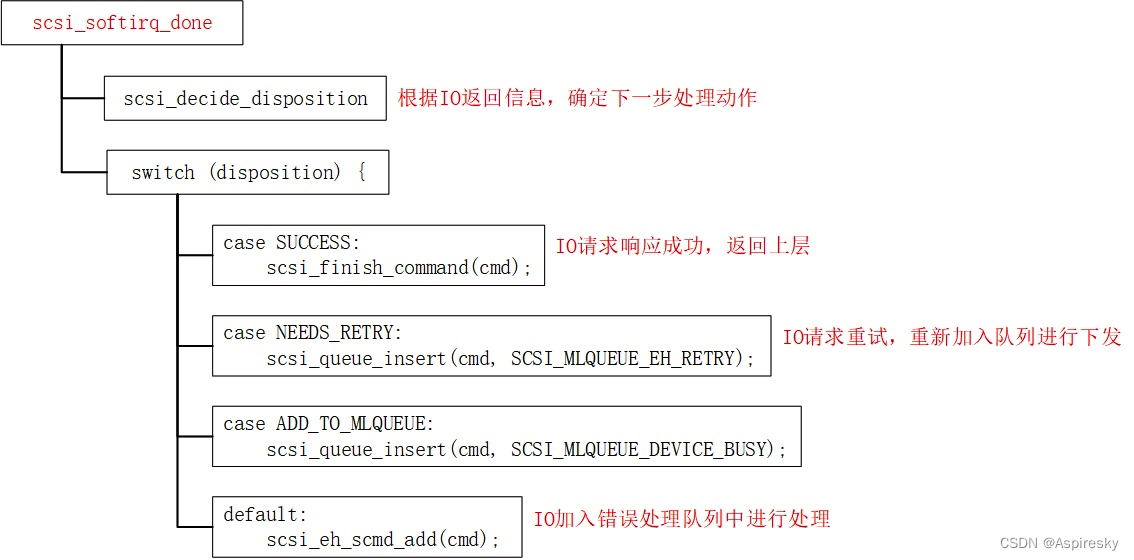 scsi_softirq_done
scsi_decide_disposition
根据IO返回信息，确定下一步处理动作
switch (disposition) {
case SUCCESS:
scsi_finish_command(cmd);
IO请求响应成功，返回上层
case NEEDS_RETRY:
scsi_queue_insert(cmd, SCSI_MLQUEUE_EH_RETRY);
IO请求重试，重新加入队列进行下发
case ADD_TO_MLQUEUE:
scsi_queue_insert(cmd, SCSI_MLQUEUE_DEVICE_BUSY);
default:
scsi_eh_scmd_add(cmd);
IO加入错误处理队列中进行处理
CSDN @Aspiresky